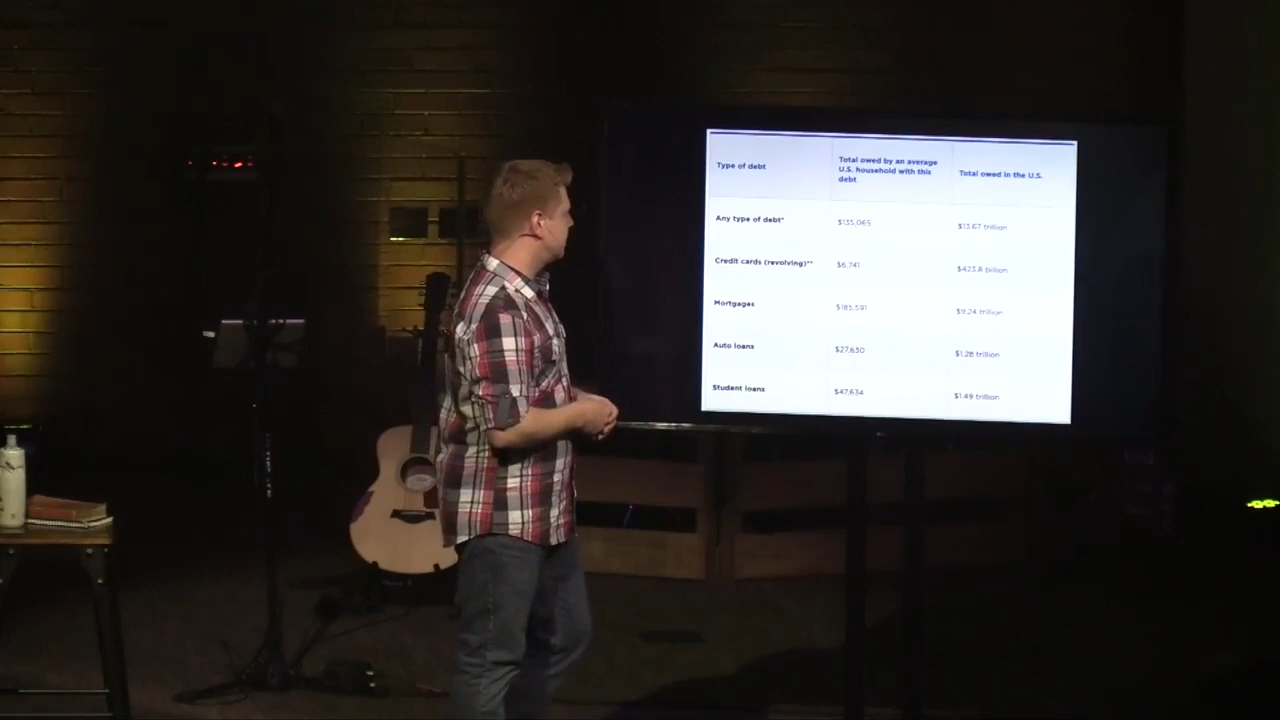 Type of debt
Total owed by an average
U.S. household with this
debt
Total owed in the U.S.
Any type of debt*
$135,065
$13.67 trillion
Credit cards (revolving)**
$6,741
$423.8 billion
Mortgages
$185,591
$9.24 trillion
Auto loans
$27,630
$1.28 trillion
Student loans
$47,634
$1.49 trillion